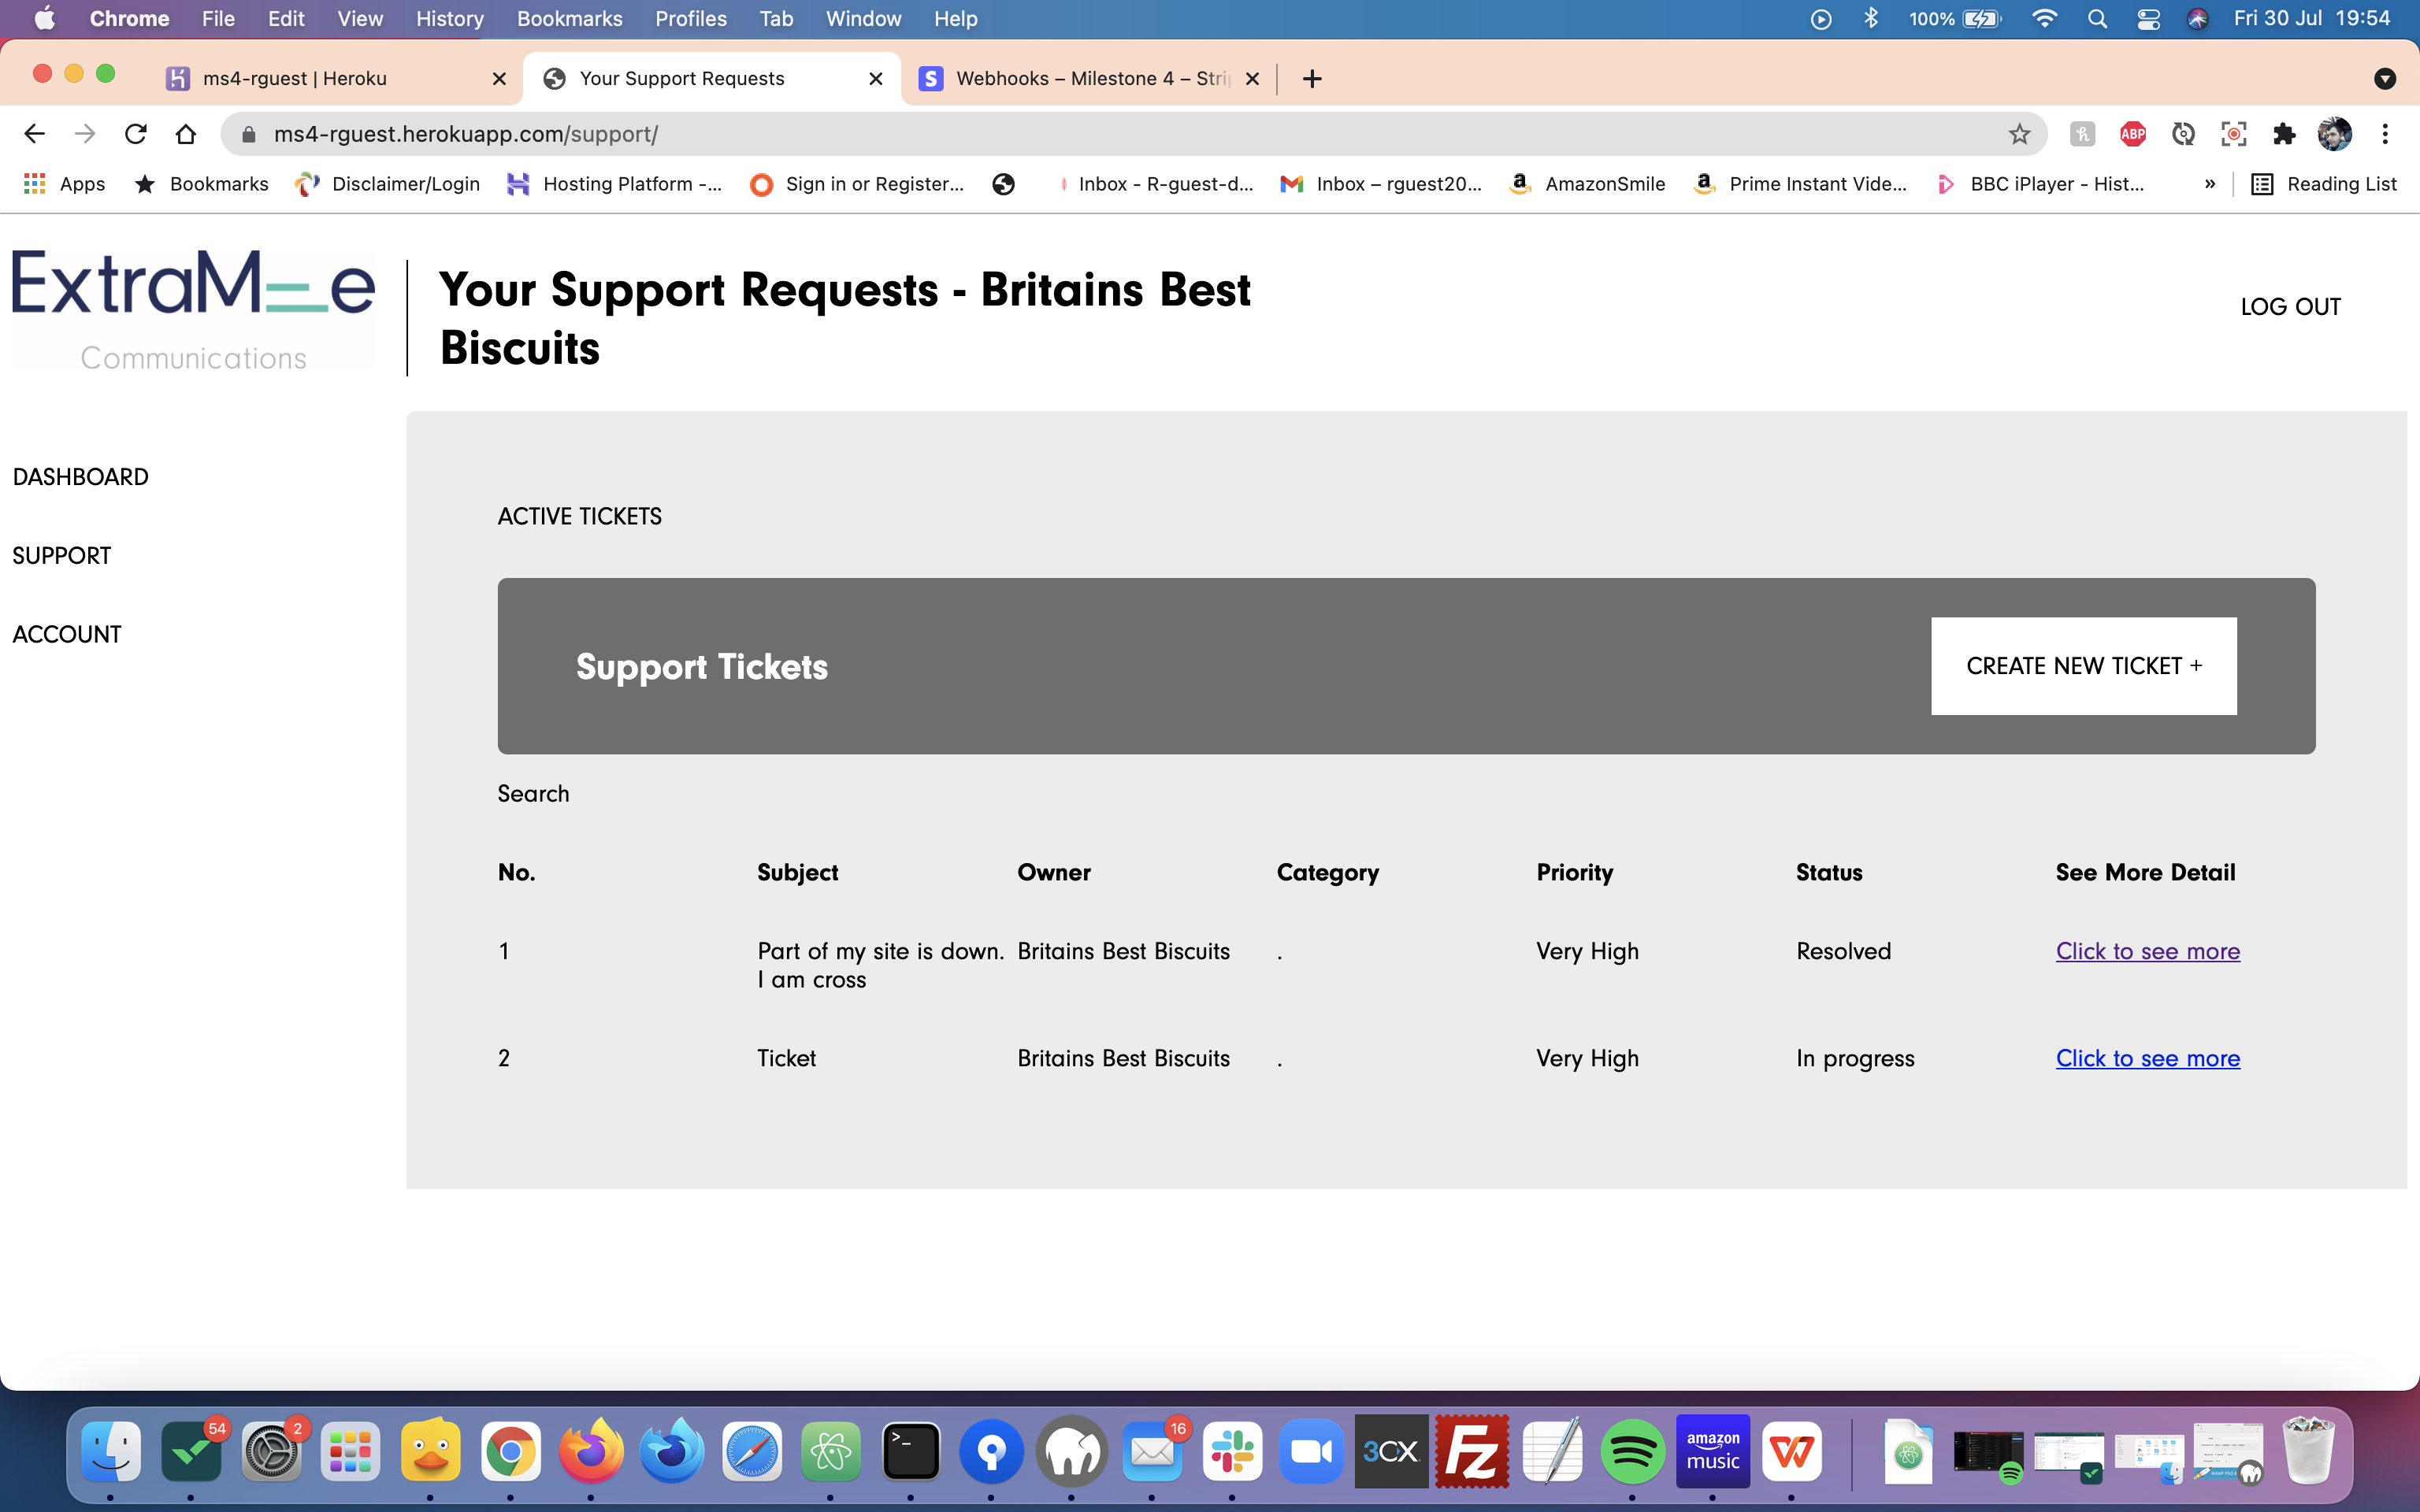 Chrome File Edit View History Bookmarks Profiles Tab Window Help 100% Fri 30 Jul 19:54
ms4-rguest | Heroku Your Support Requests Webhooks – Milestone 4 – Stri
ms4-rguest.herokuapp.com/support/ ABP
Apps Bookmarks Disclaimer/Login Hosting Platform -... Sign in or Register... Inbox - R-guest-d... Inbox – rguest20... AmazonSmile Prime Instant Vide... BBC iPlayer - Hist... » Reading List
ExtraM e
Communications
Your Support Requests - Britains Best
Biscuits
LOG OUT
DASHBOARD
SUPPORT
ACCOUNT
ACTIVE TICKETS
Support Tickets
CREATE NEW TICKET +
Search
No. Subject Owner Category Priority Status See More Detail
1 Part of my site is down. Britains Best Biscuits . Very High Resolved Click to see more
I am cross
2 Ticket Britains Best Biscuits . Very High In progress Click to see more
54 2 >_ 16 3CX Fz amazon
music